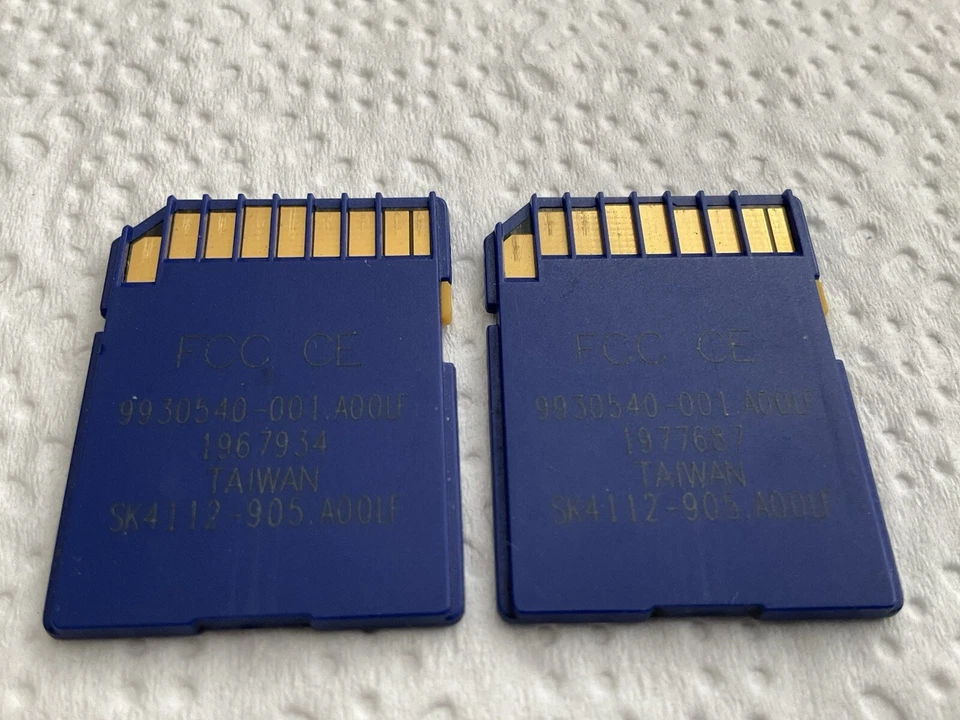 FCC CE
9930540-001.A00LF
1967934
TAIWAN
SK4112-905.A00LF
FCC CE
9930540-001.A00LF
1977687
TAIWAN
SK4112-905.A00LF